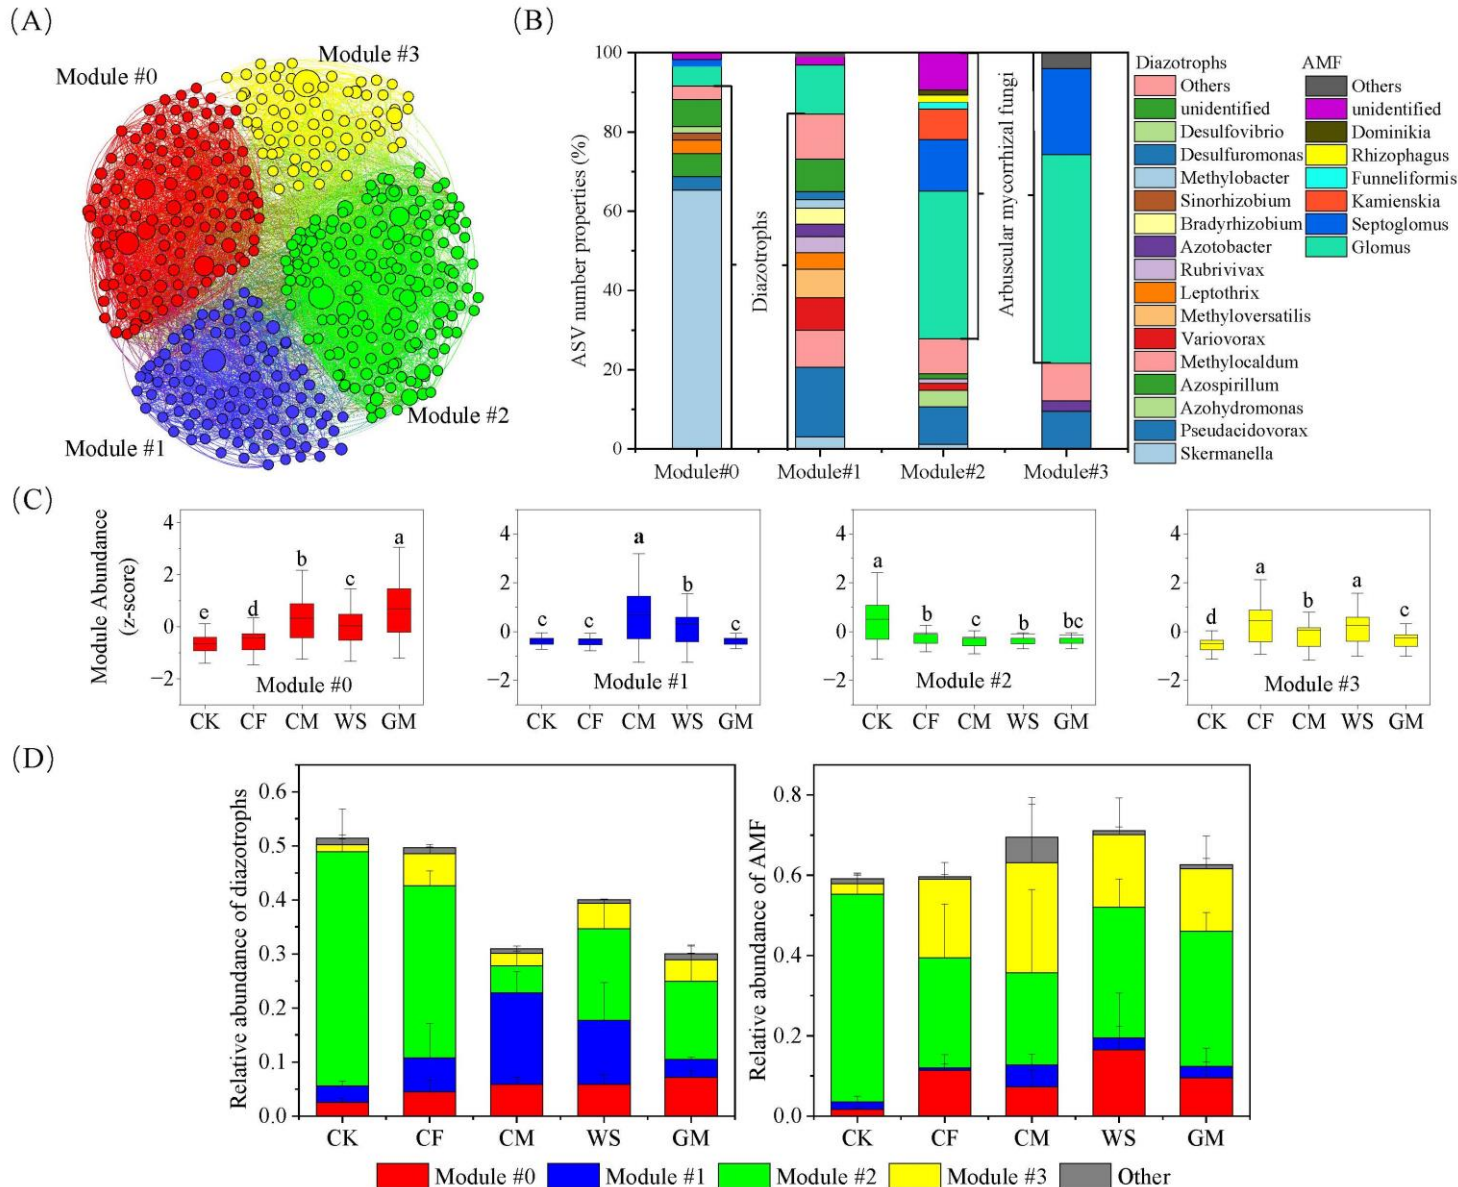 (A)
Module #0
Module #3
Module #1
Module #2
(B)
ASV number properties (%)
100
80
60
40
20
0
Diazotrophs
Arbuscular mycorrhizal fungi
Module#0 Module#1 Module#2 Module#3
Diazotrophs
Others
unidentified
Desulfovibrio
Desulfuromonas
Methylobacter
Sinorhizobium
Bradyrhizobium
Azotobacter
Rubrivivax
Leptothrix
Methyloversatilis
Variovorax
Methylocaldum
Azospirillum
Azohydromonas
Pseudacidovorax
Skermanella
AMF
Others
unidentified
Dominikia
Rhizophagus
Funneliformis
Kamienskia
Septoglomus
Glomus
(C)
Module Abundance
(z-score)
4
2
0
−2
e d b c a
Module #0
CK CF CM WS GM
4
2
0
−2
c c a b c
Module #1
CK CF CM WS GM
4
2
0
−2
a b c b bc
Module #2
CK CF CM WS GM
4
2
0
−2
d a b a c
Module #3
CK CF CM WS GM
(D)
Relative abundance of diazotrophs
0.6
0.5
0.4
0.3
0.2
0.1
0.0
CK CF CM WS GM
Relative abundance of AMF
0.8
0.6
0.4
0.2
0.0
CK CF CM WS GM
Module #0 Module #1 Module #2 Module #3 Other